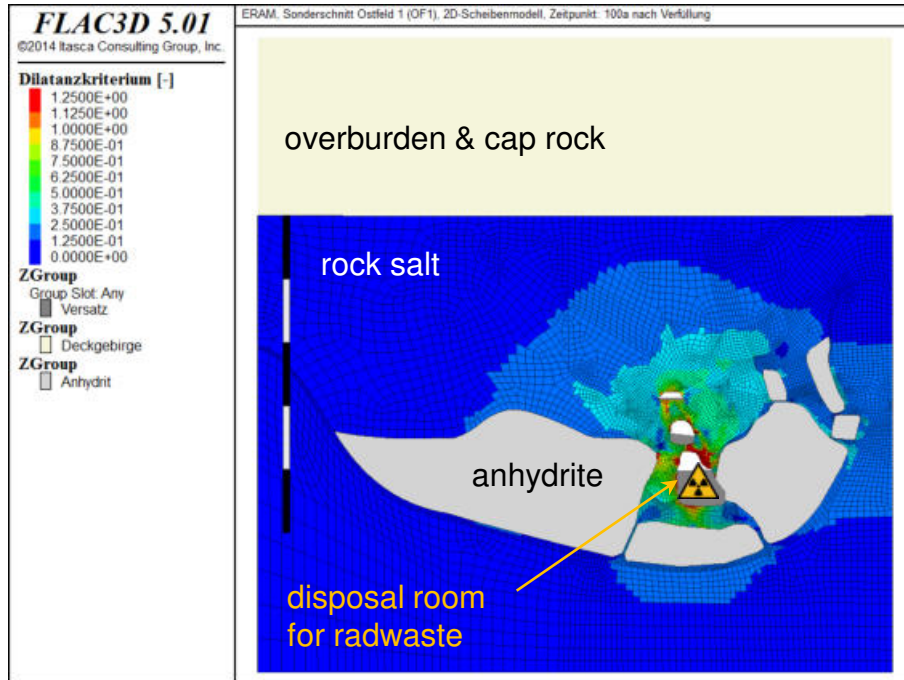 FLAC3D 5.01
©2014 Itasca Consulting Group, Inc.
Dilatanzkriterium [-]
1.2500E+00
1.1250E+00
1.0000E+00
8.7500E-01
7.5000E-01
6.2500E-01
5.0000E-01
3.7500E-01
2.5000E-01
1.2500E-01
0.0000E+00
ZGroup
Group Slot: Any
Versatz
ZGroup
Deckgebirge
ZGroup
Anhydrit
ERAM, Sonderschnitt Ostfeld 1 (OF1), 2D-Scheibenmodell, Zeitpunkt: 100a nach Verfüllung
overburden & cap rock
rock salt
anhydrite
disposal room
for radwaste